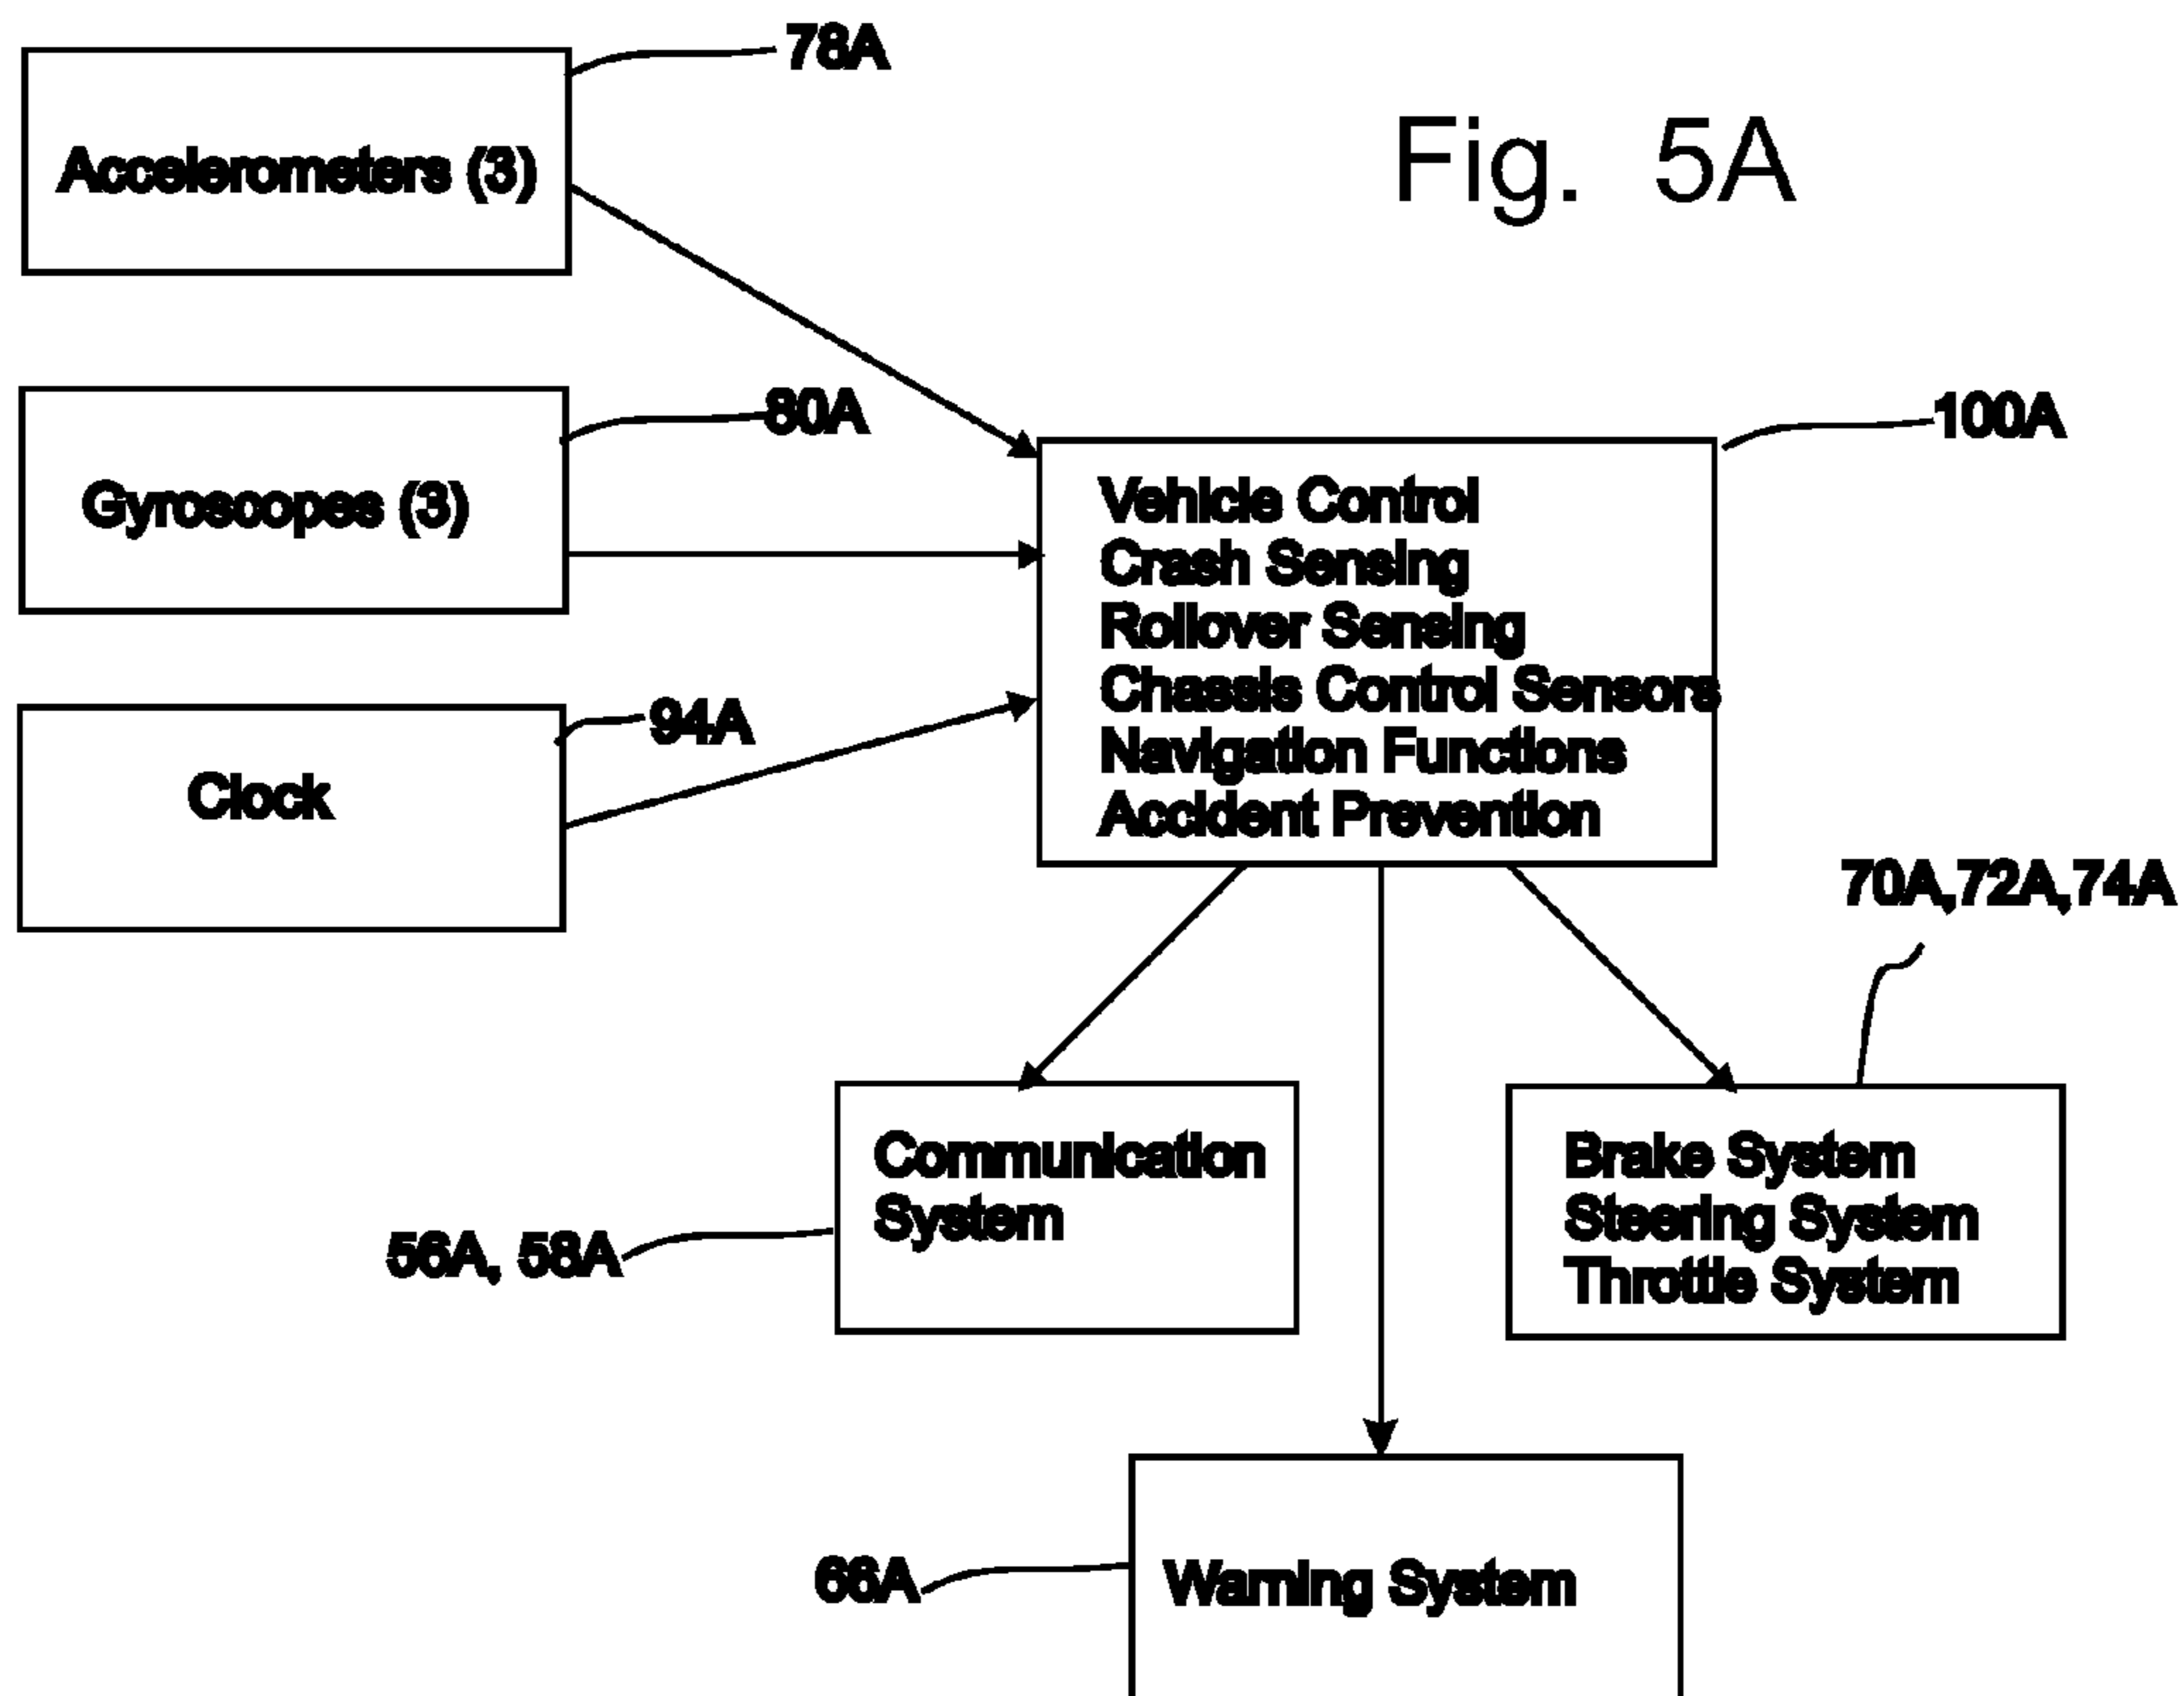 78A
Fig. 5A
Accelerometers (3)
80A
100A
Gyroscopes (3)
Vehicle Control
Crash Sensing
Rollover Sensing
Chassis Control Sensors
Navigation Functions
Accident Prevention
94A
Clock
70A,72A,74A
Communication
System
Brake System
Steering System
Throttle System
56A, 58A
66A
Warning System